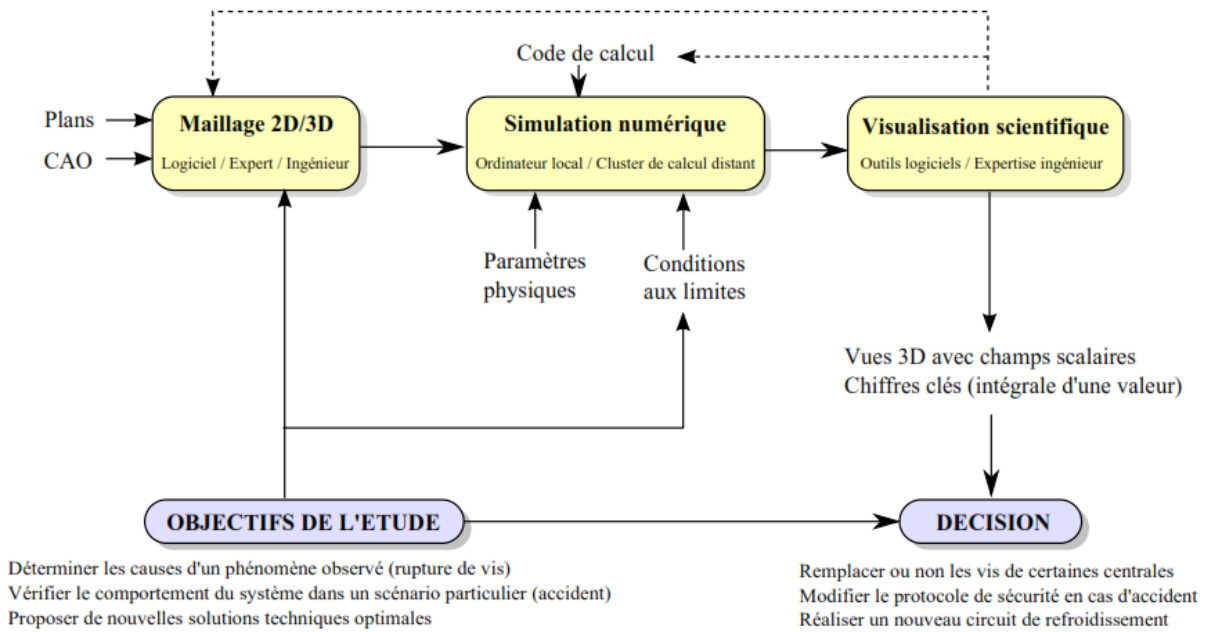 Code de calcul
Plans
CAO
Maillage 2D/3D
Logiciel / Expert / Ingénieur
Simulation numérique
Ordinateur local / Cluster de calcul distant
Visualisation scientifique
Outils logiciels / Expertise ingénieur
Paramètres
physiques
Conditions
aux limites
Vues 3D avec champs scalaires
Chiffres clés (intégrale d'une valeur)
OBJECTIFS DE L'ETUDE
DECISION
Déterminer les causes d'un phénomène observé (rupture de vis)
Vérifier le comportement du système dans un scénario particulier (accident)
Proposer de nouvelles solutions techniques optimales
Remplacer ou non les vis de certaines centrales
Modifier le protocole de sécurité en cas d'accident
Réaliser un nouveau circuit de refroidissement